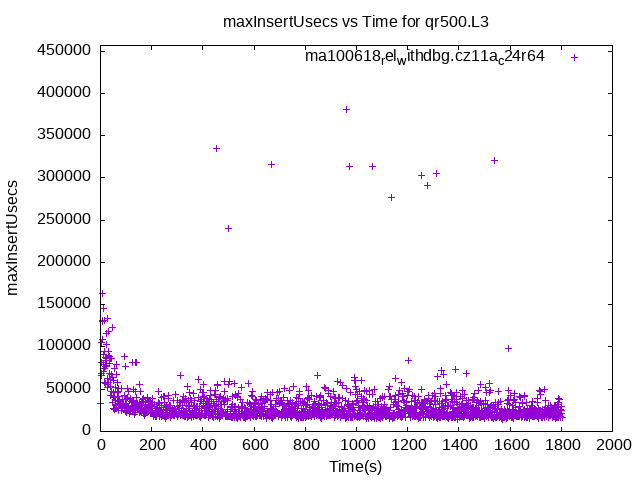 maxInsertUsecs vs Time for qr500.L3
ma100618relwithdbg.cz11ac24r64
450000
400000
350000
300000
250000
200000
150000
100000
50000
0
maxInsertUsecs
0 200 400 600 800 1000 1200 1400 1600 1800 2000
Time(s)